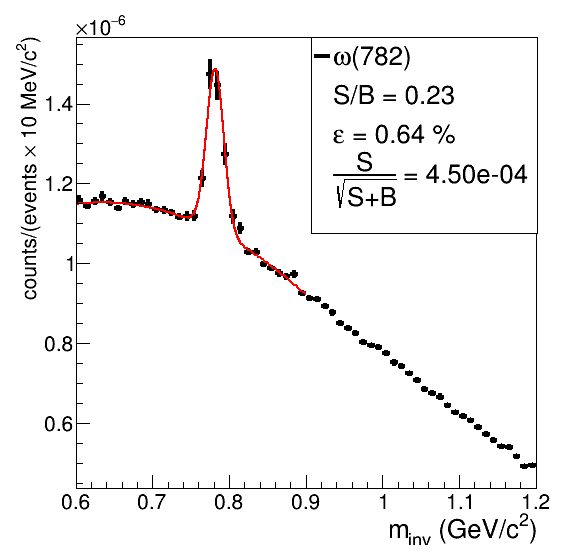 ×10⁻⁶
counts/(events × 10 MeV/c²)
1.4
1.2
1
0.8
0.6
ω(782)
S/B = 0.23
ε = 0.64 %
S/√S+B = 4.50e-04
0.6 0.7 0.8 0.9 1 1.1 1.2
m_inv (GeV/c²)